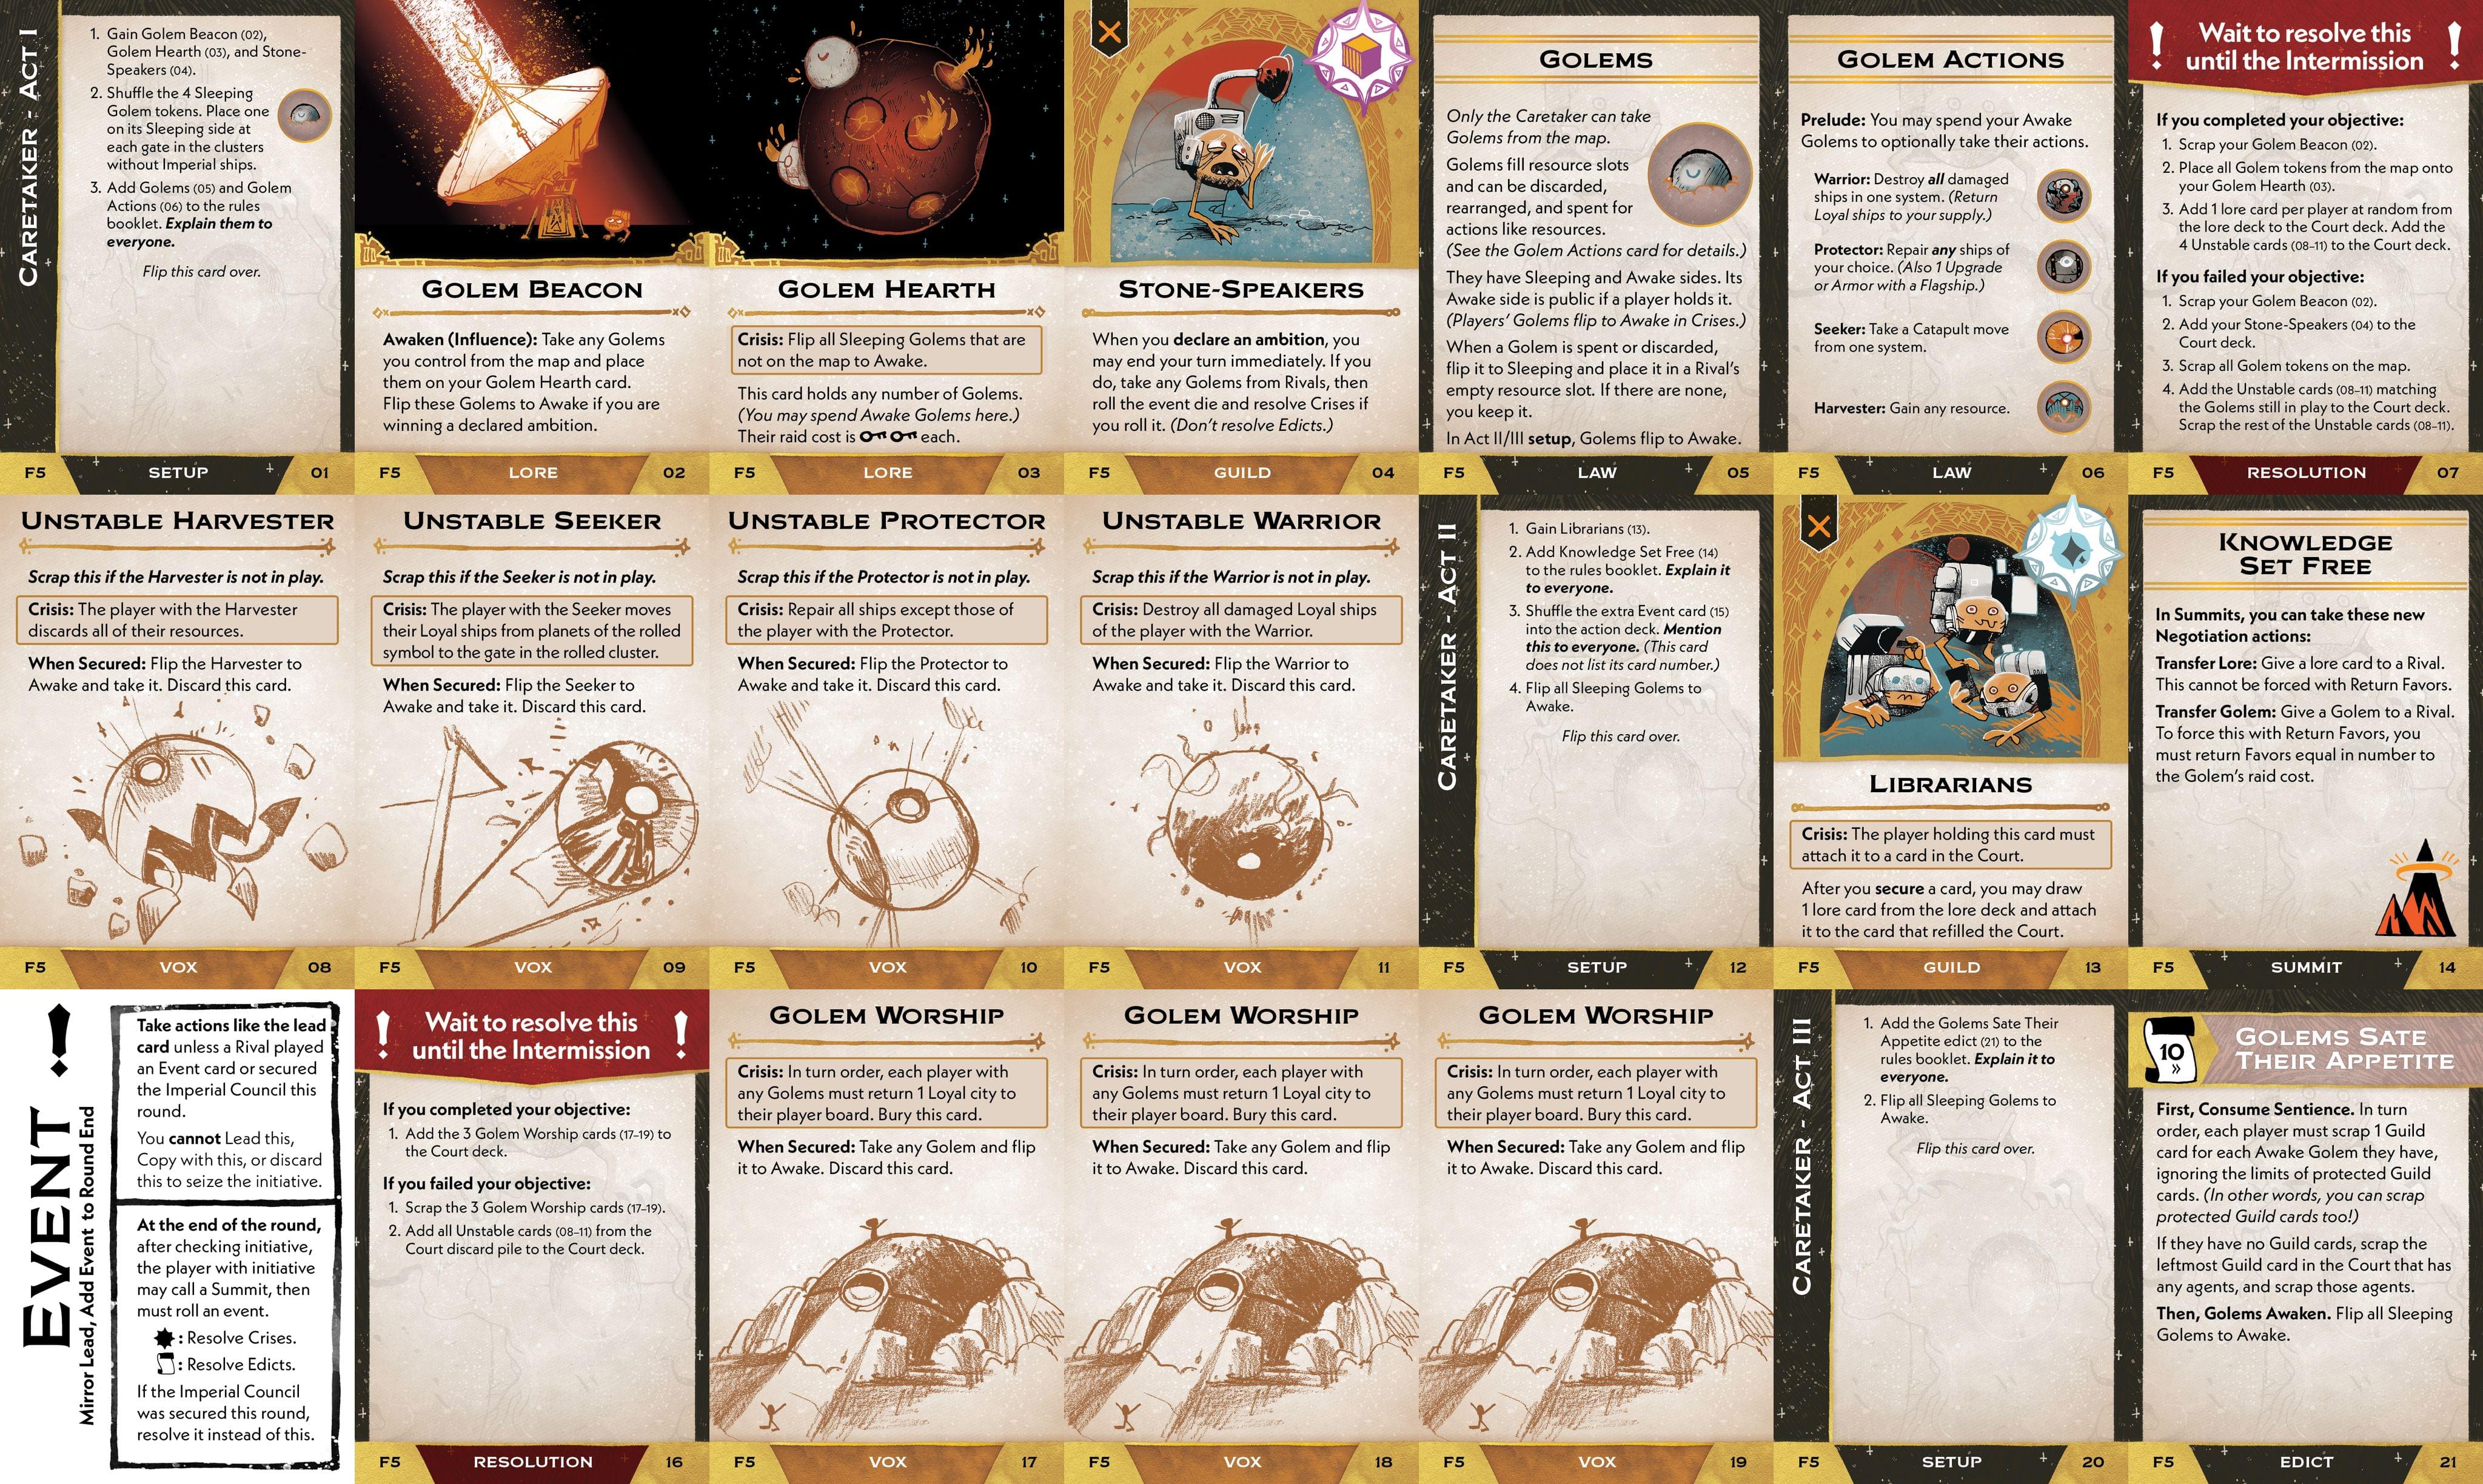 CARETAKER - ACT I
1. Gain Golem Beacon (02),
Golem Hearth (03), and Stone-
Speakers (04).
2. Shuffle the 4 Sleeping
Golem tokens. Place one
on its Sleeping side at
each gate in the clusters
without Imperial ships.
3. Add Golems (05) and Golem
Actions (06) to the rules
booklet. Explain them to
everyone.
Flip this card over.
F5 SETUP 01
GOLEM BEACON
Awaken (Influence): Take any Golems
you control from the map and place
them on your Golem Hearth card.
Flip these Golems to Awake if you are
winning a declared ambition.
F5 LORE 02
GOLEM HEARTH
Crisis: Flip all Sleeping Golems that are
not on the map to Awake.
This card holds any number of Golems.
(You may spend Awake Golems here.)
Their raid cost is each.
F5 LORE 03
STONE-SPEAKERS
When you declare an ambition, you
may end your turn immediately. If you
do, take any Golems from Rivals, then
roll the event die and resolve Crises if
you roll it. (Don't resolve Edicts.)
F5 GUILD 04
GOLEMS
Only the Caretaker can take
Golems from the map.
Golems fill resource slots
and can be discarded,
rearranged, and spent for
actions like resources.
(See the Golem Actions card for details.)
They have Sleeping and Awake sides. Its
Awake side is public if a player holds it.
(Players' Golems flip to Awake in Crises.)
When a Golem is spent or discarded,
flip it to Sleeping and place it in a Rival's
empty resource slot. If there are none,
you keep it.
In Act II/III setup, Golems flip to Awake.
F5 LAW 05
GOLEM ACTIONS
Prelude: You may spend your Awake
Golems to optionally take their actions.
Warrior: Destroy all damaged
ships in one system. (Return
Loyal ships to your supply.)
Protector: Repair any ships of
your choice. (Also 1 Upgrade
or Armor with a Flagship.)
Seeker: Take a Catapult move
from one system.
Harvester: Gain any resource.
F5 LAW 06
! Wait to resolve this !
until the Intermission
If you completed your objective:
1. Scrap your Golem Beacon (02).
2. Place all Golem tokens from the map onto
your Golem Hearth (03).
3. Add 1 lore card per player at random from
the lore deck to the Court deck. Add the
4 Unstable cards (08–11) to the Court deck.
If you failed your objective:
1. Scrap your Golem Beacon (02).
2. Add your Stone-Speakers (04) to the
Court deck.
3. Scrap all Golem tokens on the map.
4. Add the Unstable cards (08–11) matching
the Golems still in play to the Court deck.
Scrap the rest of the Unstable cards (08–11).
F5 RESOLUTION 07
UNSTABLE HARVESTER
Scrap this if the Harvester is not in play.
Crisis: The player with the Harvester
discards all of their resources.
When Secured: Flip the Harvester to
Awake and take it. Discard this card.
F5 VOX 08
UNSTABLE SEEKER
Scrap this if the Seeker is not in play.
Crisis: The player with the Seeker moves
their Loyal ships from planets of the rolled
symbol to the gate in the rolled cluster.
When Secured: Flip the Seeker to
Awake and take it. Discard this card.
F5 VOX 09
UNSTABLE PROTECTOR
Scrap this if the Protector is not in play.
Crisis: Repair all ships except those of
the player with the Protector.
When Secured: Flip the Protector to
Awake and take it. Discard this card.
F5 VOX 10
UNSTABLE WARRIOR
Scrap this if the Warrior is not in play.
Crisis: Destroy all damaged Loyal ships
of the player with the Warrior.
When Secured: Flip the Warrior to
Awake and take it. Discard this card.
F5 VOX 11
CARETAKER - ACT II
1. Gain Librarians (13).
2. Add Knowledge Set Free (14)
to the rules booklet. Explain it
to everyone.
3. Shuffle the extra Event card (15)
into the action deck. Mention
this to everyone. (This card
does not list its card number.)
4. Flip all Sleeping Golems to
Awake.
Flip this card over.
F5 SETUP 12
LIBRARIANS
Crisis: The player holding this card must
attach it to a card in the Court.
After you secure a card, you may draw
1 lore card from the lore deck and attach
it to the card that refilled the Court.
F5 GUILD 13
KNOWLEDGE
SET FREE
In Summits, you can take these new
Negotiation actions:
Transfer Lore: Give a lore card to a Rival.
This cannot be forced with Return Favors.
Transfer Golem: Give a Golem to a Rival.
To force this with Return Favors, you
must return Favors equal in number to
the Golem's raid cost.
F5 SUMMIT 14
EVENT !
Mirror Lead, Add Event to Round End
Take actions like the lead
card unless a Rival played
an Event card or secured
the Imperial Council this
round.
You cannot Lead this,
Copy with this, or discard
this to seize the initiative.
At the end of the round,
after checking initiative,
the player with initiative
may call a Summit, then
must roll an event.
: Resolve Crises.
: Resolve Edicts.
If the Imperial Council
was secured this round,
resolve it instead of this.
! Wait to resolve this !
until the Intermission
If you completed your objective:
1. Add the 3 Golem Worship cards (17–19) to
the Court deck.
If you failed your objective:
1. Scrap the 3 Golem Worship cards (17–19).
2. Add all Unstable cards (08–11) from the
Court discard pile to the Court deck.
F5 RESOLUTION 16
GOLEM WORSHIP
Crisis: In turn order, each player with
any Golems must return 1 Loyal city to
their player board. Bury this card.
When Secured: Take any Golem and flip
it to Awake. Discard this card.
F5 VOX 17
GOLEM WORSHIP
Crisis: In turn order, each player with
any Golems must return 1 Loyal city to
their player board. Bury this card.
When Secured: Take any Golem and flip
it to Awake. Discard this card.
F5 VOX 18
GOLEM WORSHIP
Crisis: In turn order, each player with
any Golems must return 1 Loyal city to
their player board. Bury this card.
When Secured: Take any Golem and flip
it to Awake. Discard this card.
F5 VOX 19
CARETAKER - ACT III
1. Add the Golems Sate Their
Appetite edict (21) to the
rules booklet. Explain it to
everyone.
2. Flip all Sleeping Golems to
Awake.
Flip this card over.
F5 SETUP 20
10 »
GOLEMS SATE
THEIR APPETITE
First, Consume Sentience. In turn
order, each player must scrap 1 Guild
card for each Awake Golem they have,
ignoring the limits of protected Guild
cards. (In other words, you can scrap
protected Guild cards too!)
If they have no Guild cards, scrap the
leftmost Guild card in the Court that has
any agents, and scrap those agents.
Then, Golems Awaken. Flip all Sleeping
Golems to Awake.
F5 EDICT 21